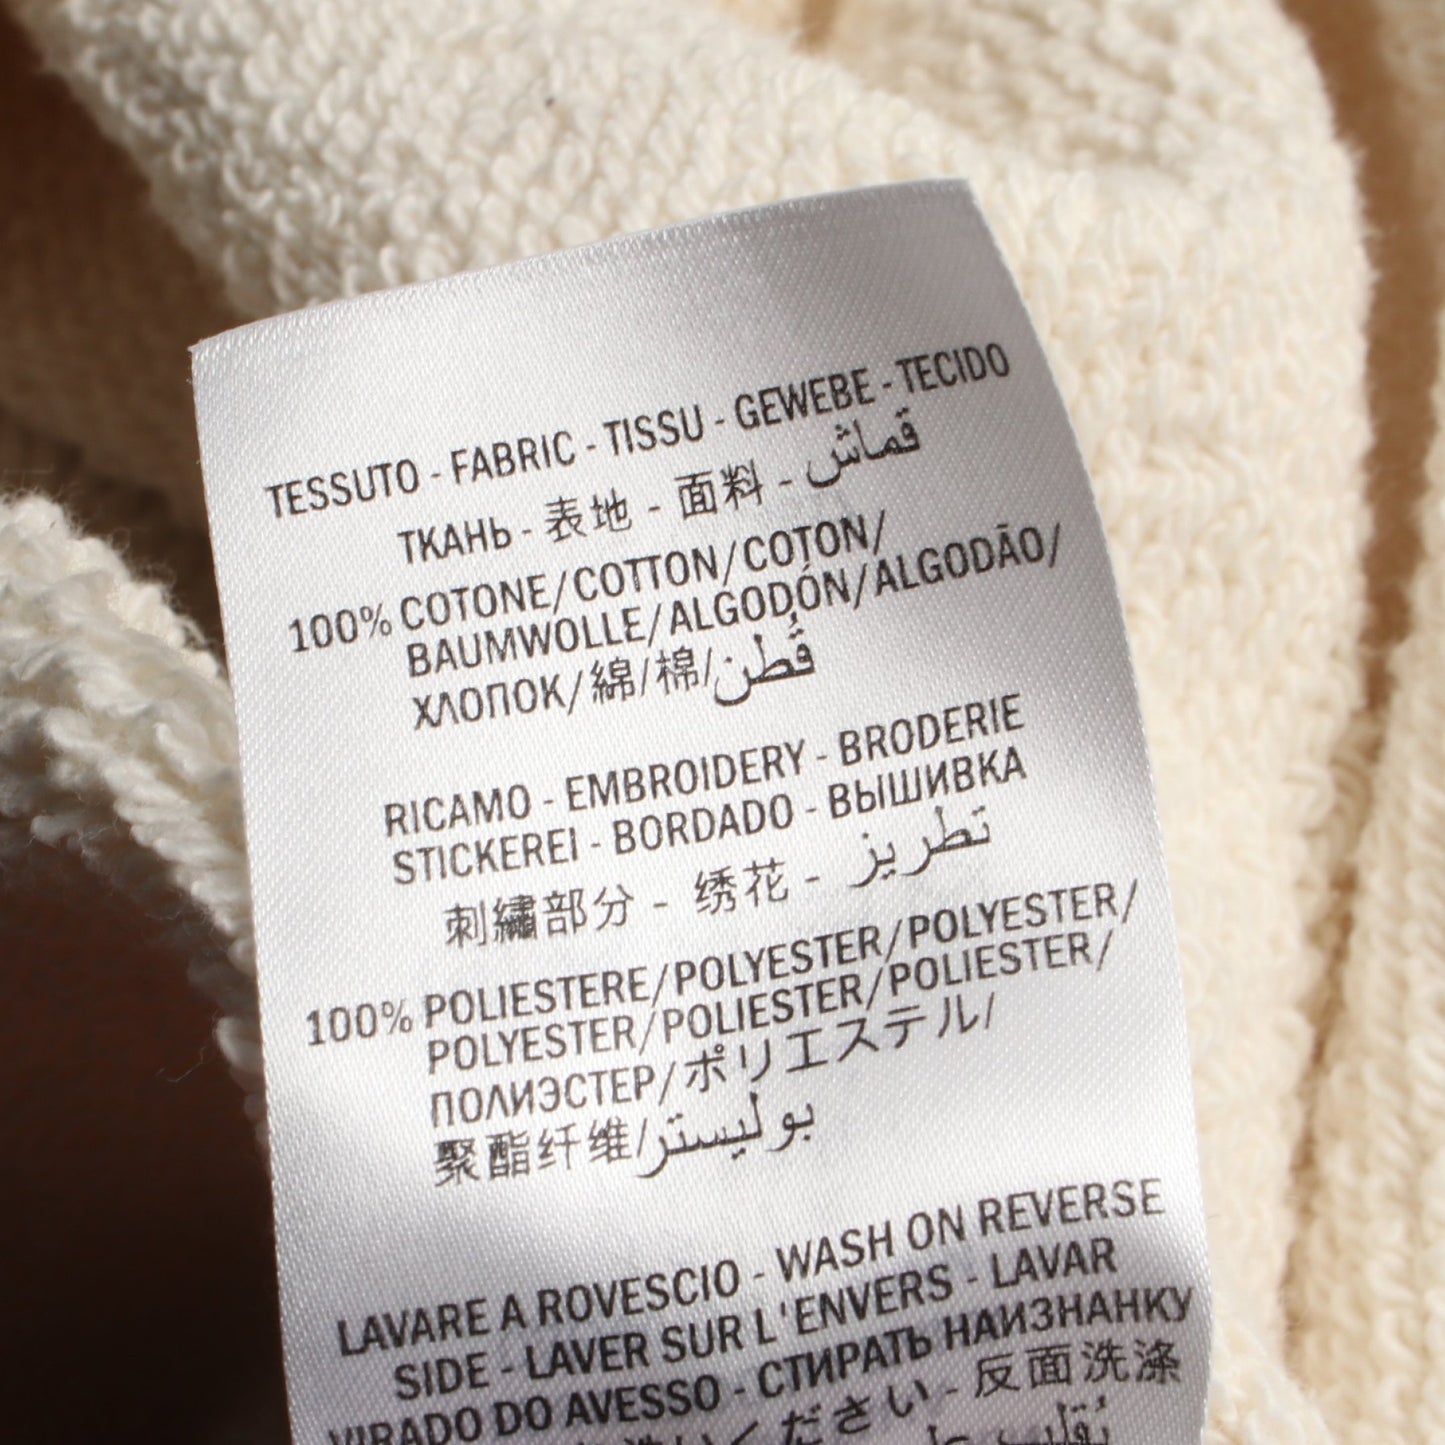 TESSUTO - FABRIC - TISSU - GEWEBE - TECIDO
ТКАНЬ - 表地 - 面料 - قماش
100% COTONE/COTTON/COTON/
BAUMWOLLE/ALGODÓN/ALGODÃO/
ХЛОПОК/綿/棉/قُطن
RICAMO - EMBROIDERY - BRODERIE
STICKEREI - BORDADO - ВЫШИВКА
刺繍部分 - 绣花 - تطريز
100% POLIESTERE/POLYESTER/POLYESTER/
POLYESTER/POLIESTER/POLIESTER/
ПОЛИЭСТЕР/ポリエステル/
聚酯纤维/بوليستر
LAVARE A ROVESCIO - WASH ON REVERSE
SIDE - LAVER SUR L'ENVERS - LAVAR
VIRADO DO AVESSO - СТИРАТЬ НАИЗНАНКУ
洗いください - 反面洗涤